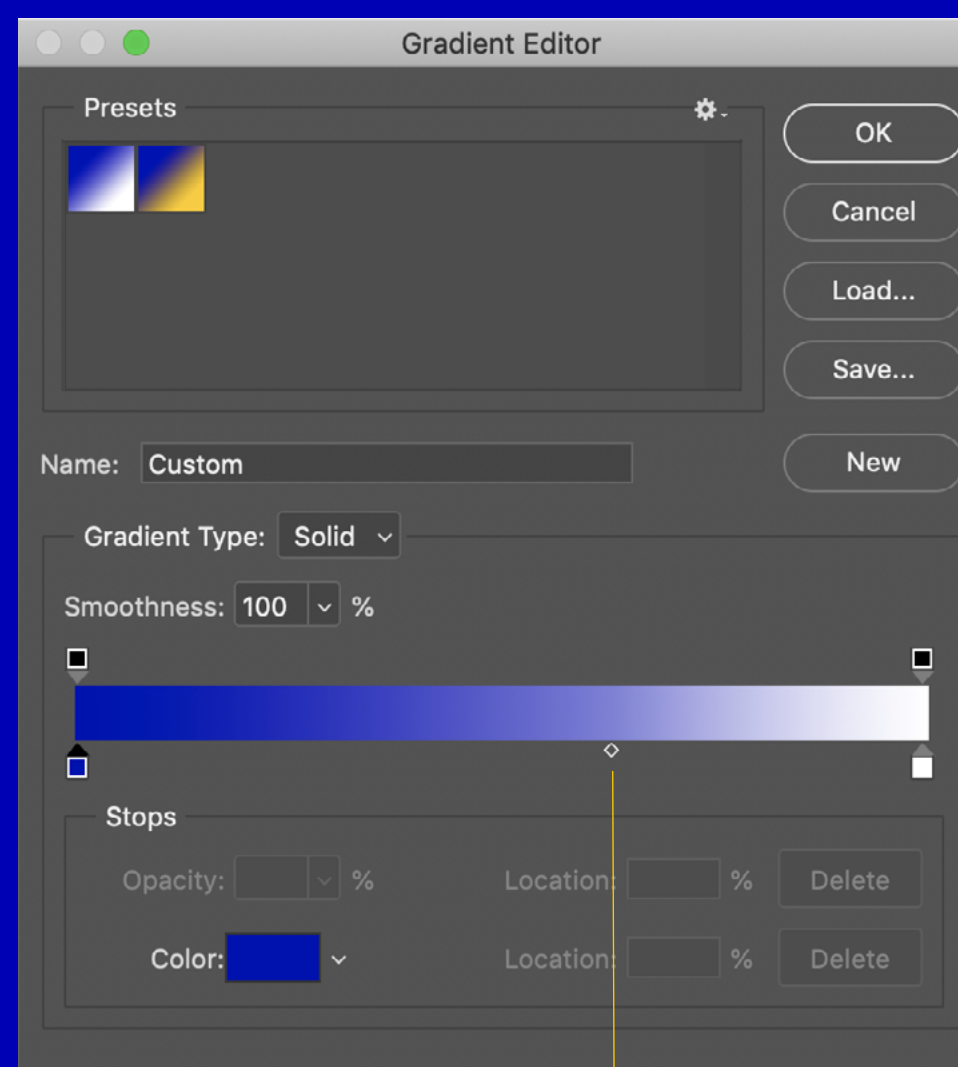 Gradient Editor
Presets
OK
Cancel
Load...
Save...
Name: Custom
New
Gradient Type: Solid
Smoothness: 100 %
Stops
Opacity: % Location: % Delete
Color: Location: % Delete